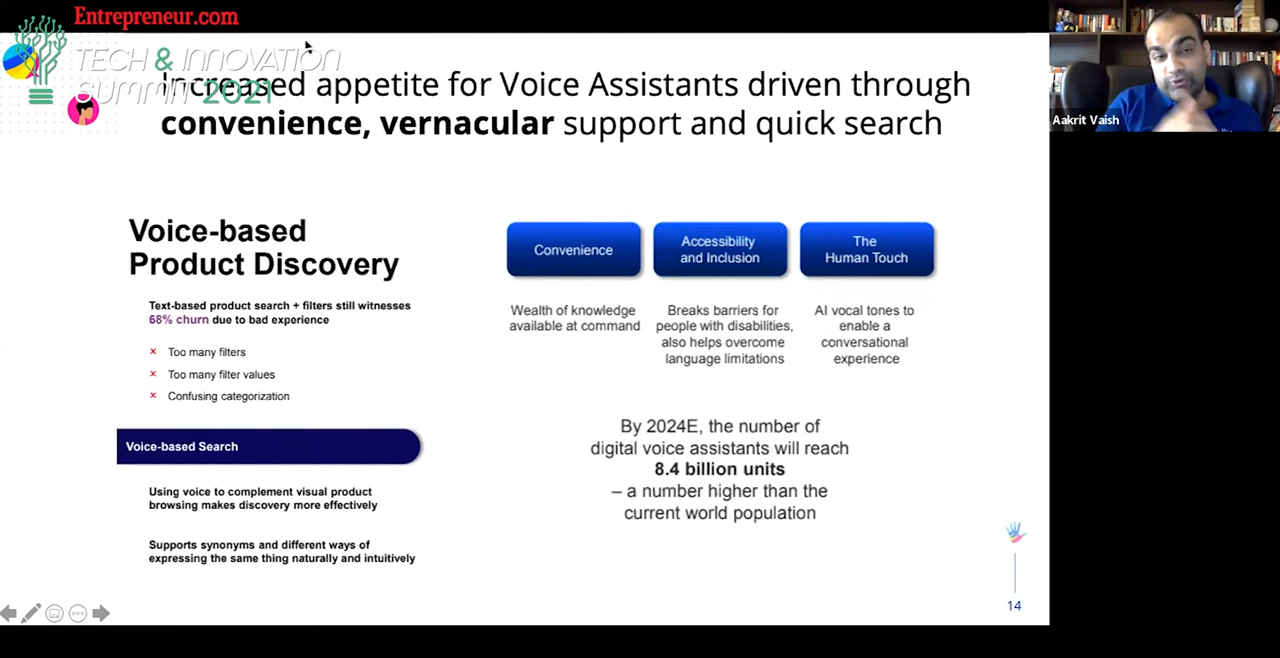 Entrepreneur.com
TECH & INNOVATION
SUMMIT 2021
Increased appetite for Voice Assistants driven through
convenience, vernacular support and quick search
Aakrit Vaish
Voice-based
Product Discovery
Text-based product search + filters still witnesses
68% churn due to bad experience
× Too many filters
× Too many filter values
× Confusing categorization
Voice-based Search
Using voice to complement visual product
browsing makes discovery more effectively
Supports synonyms and different ways of
expressing the same thing naturally and intuitively
Convenience
Wealth of knowledge
available at command
Accessibility
and Inclusion
Breaks barriers for
people with disabilities,
also helps overcome
language limitations
The
Human Touch
AI vocal tones to
enable a
conversational
experience
By 2024E, the number of
digital voice assistants will reach
8.4 billion units
– a number higher than the
current world population
14